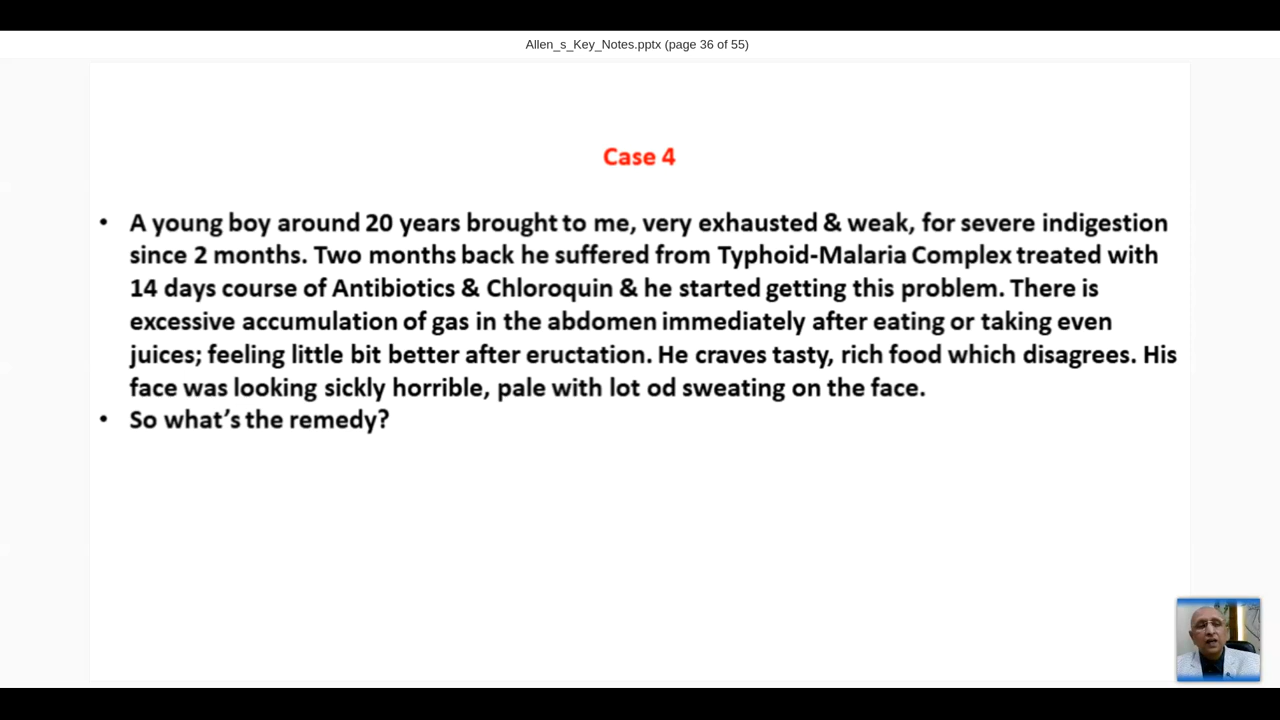 Allen_s_Key_Notes.pptx (page 36 of 55)
Case 4
• A young boy around 20 years brought to me, very exhausted & weak, for severe indigestion
since 2 months. Two months back he suffered from Typhoid-Malaria Complex treated with
14 days course of Antibiotics & Chloroquin & he started getting this problem. There is
excessive accumulation of gas in the abdomen immediately after eating or taking even
juices; feeling little bit better after eructation. He craves tasty, rich food which disagrees. His
face was looking sickly horrible, pale with lot od sweating on the face.
• So what's the remedy?